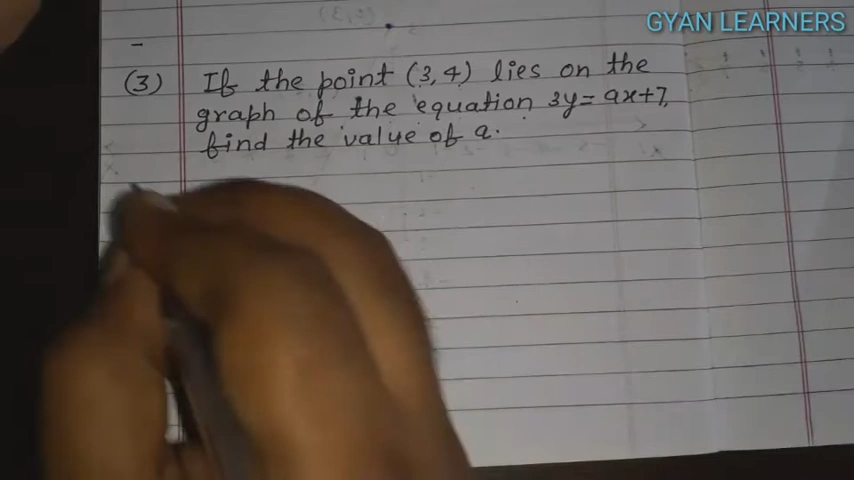 GYAN LEARNERS
(3) If the point (3,4) lies on the
graph of the equation 3y = ax+7,
find the value of a.